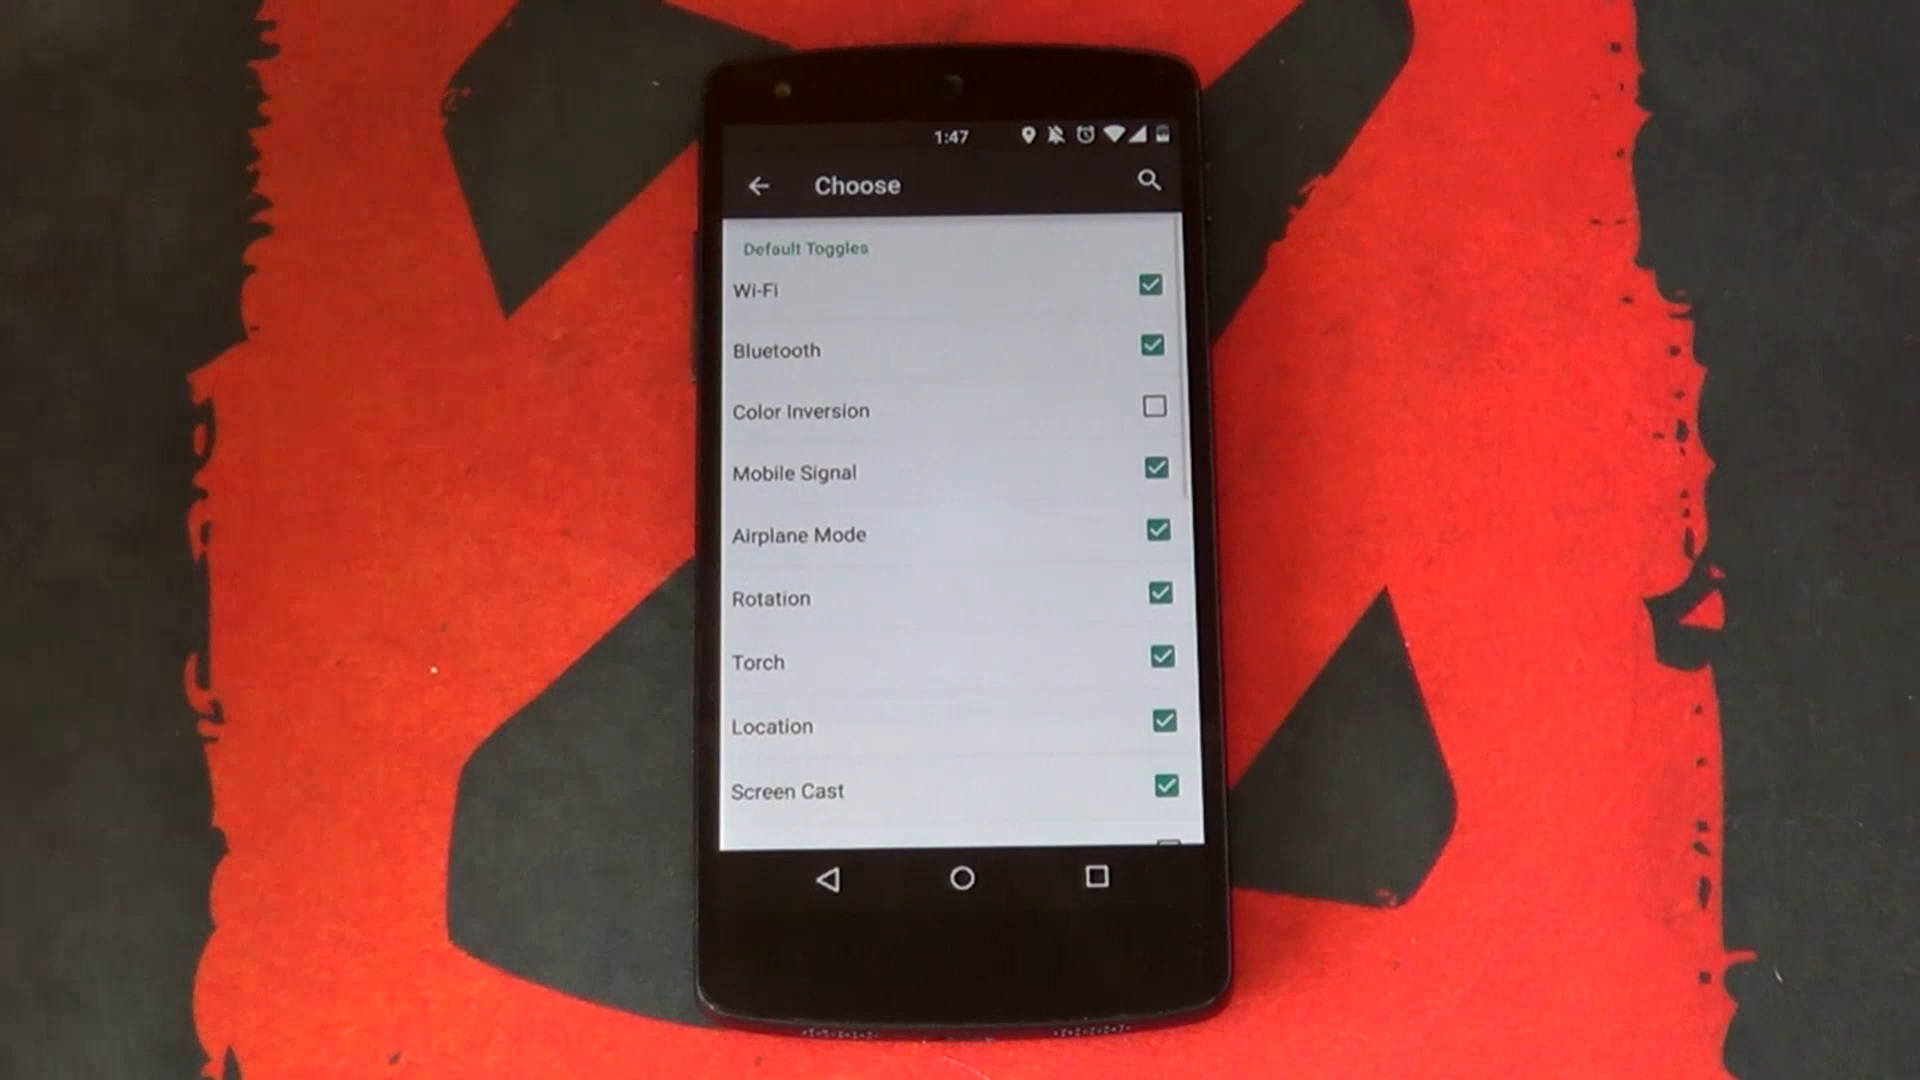 1:47
Choose
Default Toggles
Wi-Fi
Bluetooth
Color Inversion
Mobile Signal
Airplane Mode
Rotation
Torch
Location
Screen Cast